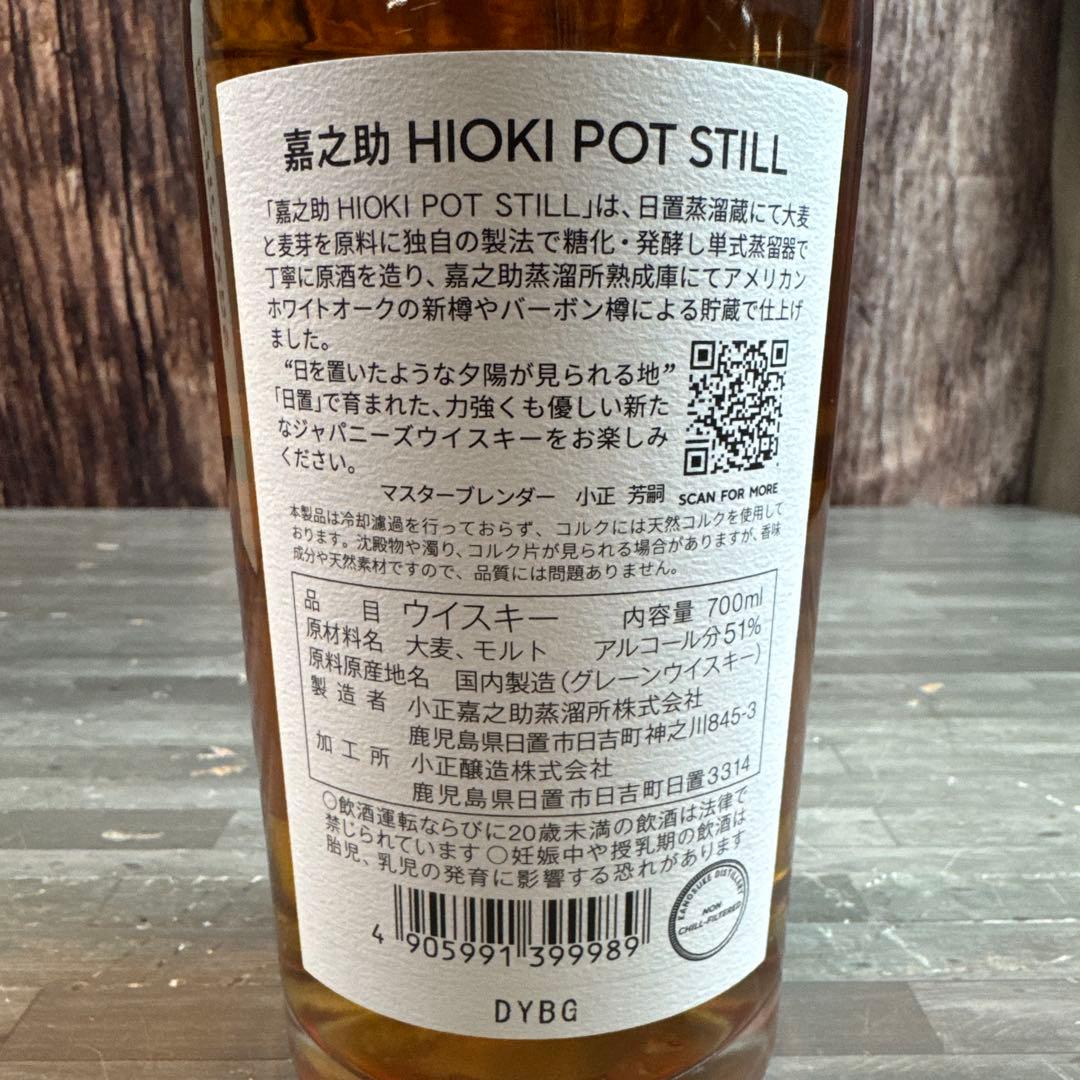 嘉之助 HIOKI POT STILL
「嘉之助 HIOKI POT STILL」は、日置蒸溜蔵にて大麦
と麦芽を原料に独自の製法で糖化・発酵し単式蒸留器で
丁寧に原酒を造り、嘉之助蒸溜所熟成庫にてアメリカン
ホワイトオークの新樽やバーボン樽による貯蔵で仕上げ
ました。
“日を置いたような夕陽が見られる地”
「日置」で育まれた、力強くも優しい新た
なジャパニーズウイスキーをお楽しみ
ください。
マスターブレンダー 小正 芳嗣
SCAN FOR MORE
本製品は冷却濾過を行っておらず、コルクには天然コルクを使用して
おります。沈殿物や濁り、コルク片が見られる場合がありますが、香味
成分や天然素材ですので、品質には問題ありません。
品目 ウイスキー 内容量 700ml
原材料名 大麦、モルト アルコール分51%
原料原産地名 国内製造（グレーンウイスキー）
製造者 小正嘉之助蒸溜所株式会社
鹿児島県日置市日吉町神之川845-3
加工所 小正醸造株式会社
鹿児島県日置市日吉町日置3314
○飲酒運転ならびに20歳未満の飲酒は法律で
禁じられています ○妊娠中や授乳期の飲酒は
胎児、乳児の発育に影響する恐れがあります
4 905991 399989
KANOSUKE DISTILLERY
NON
CHILL-FILTERED
DYBG